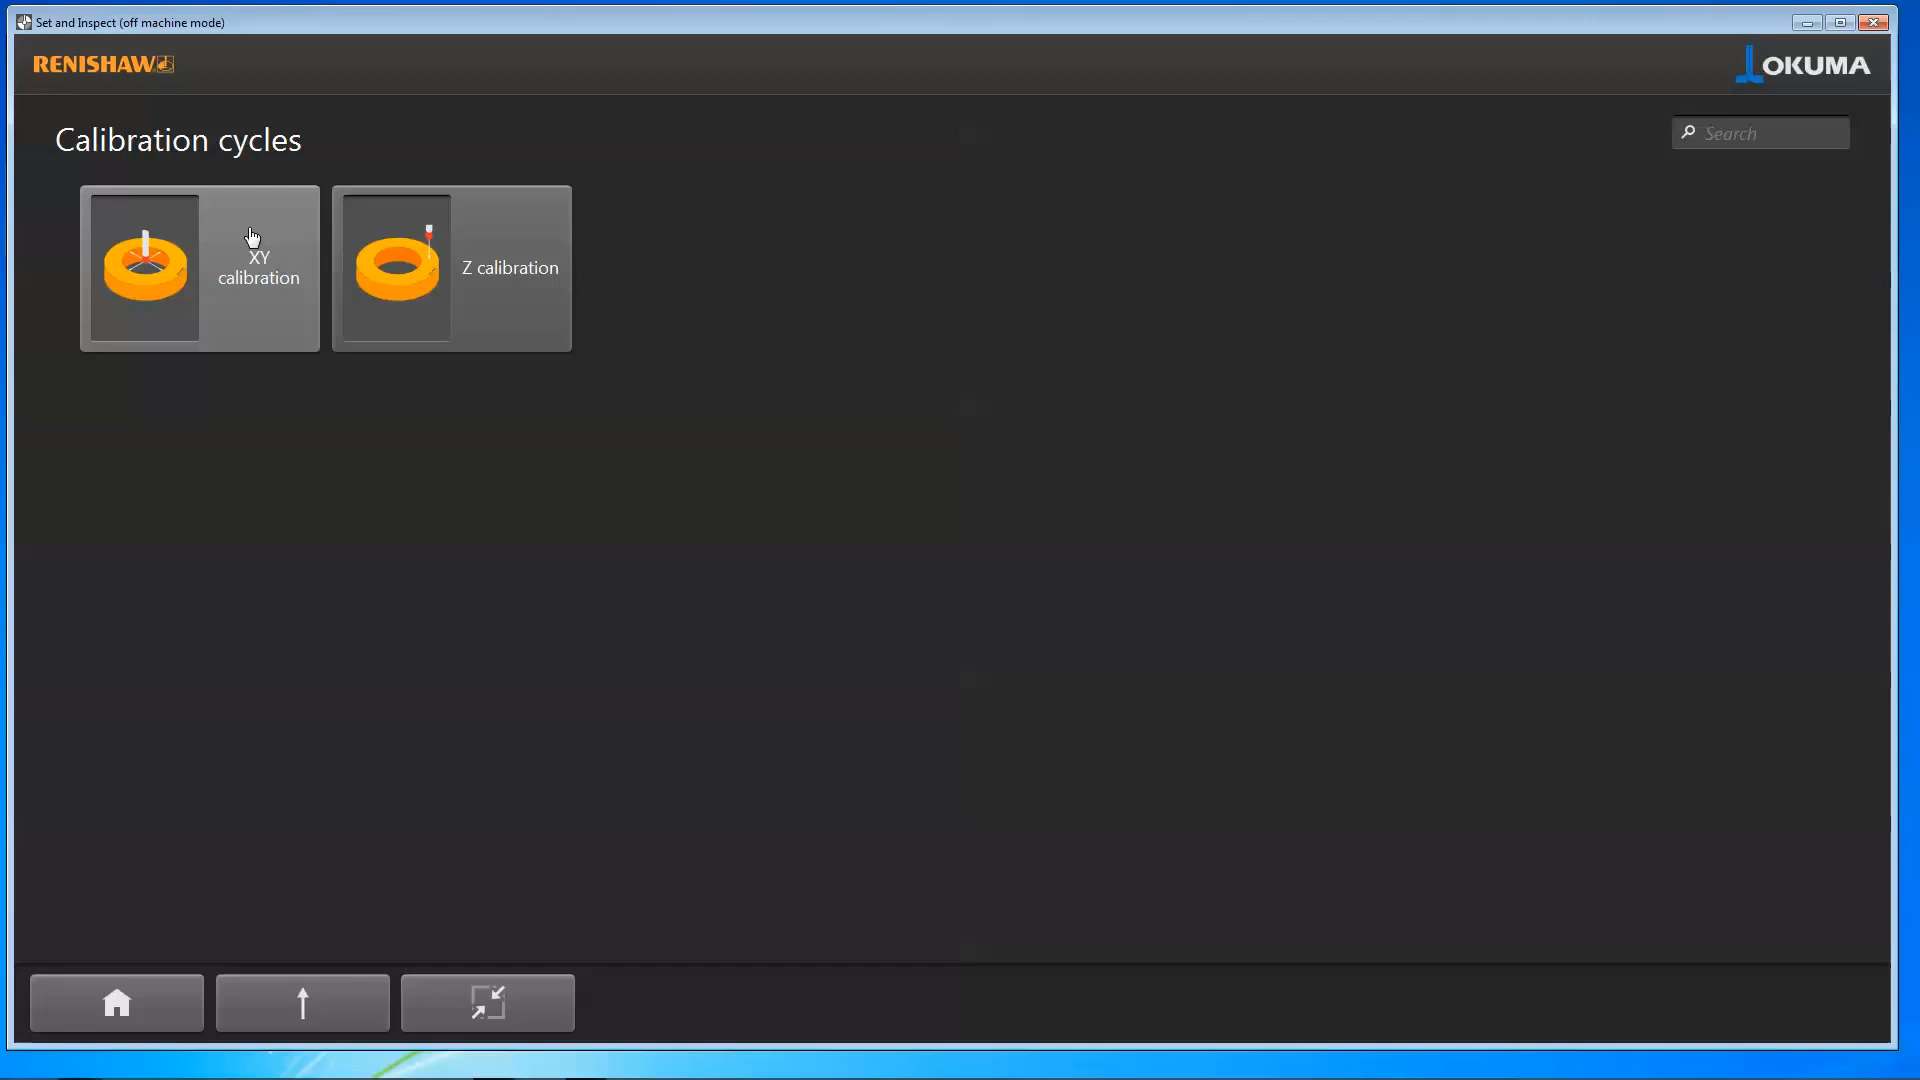 Set and Inspect (off machine mode)
RENISHAW
OKUMA
Calibration cycles
Search
XY
calibration
Z calibration